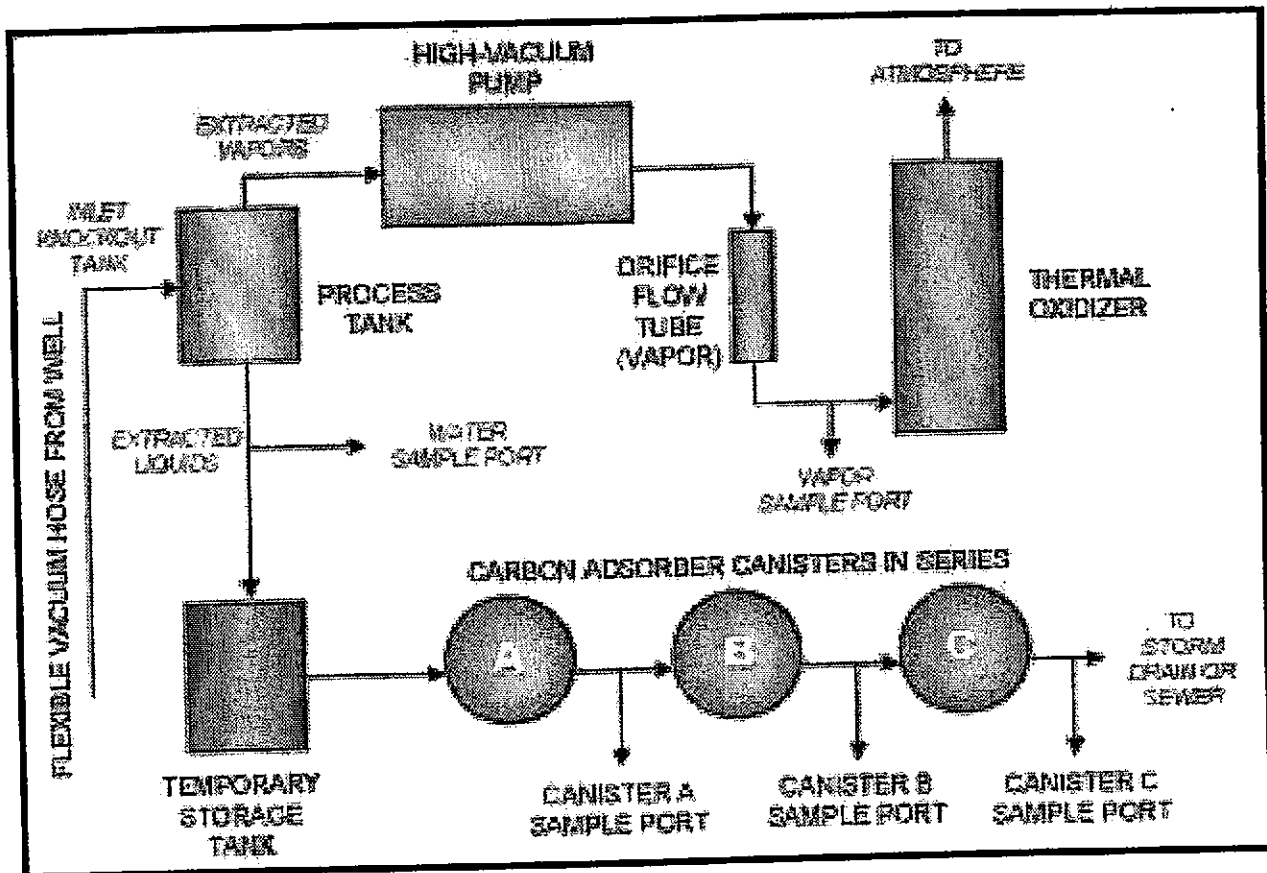 HIGH-VACUUM
PUMP
TO
ATMOSPHERE
EXTRACTED
VAPORS
INLET
KNOCKOUT
TANK
PROCESS
TANK
ORIFICE
FLOW
TUBE
(VAPOR)
THERMAL
OXIDIZER
FLEXIBLE VACUUM HOSE FROM WELL
EXTRACTED
LIQUIDS
WATER
SAMPLE PORT
VAPOR
SAMPLE PORT
CARBON ADSORBER CANISTERS IN SERIES
A
B
C
TO
STORM
DRAIN OR
SEWER
TEMPORARY
STORAGE
TANK
CANISTER A
SAMPLE PORT
CANISTER B
SAMPLE PORT
CANISTER C
SAMPLE PORT